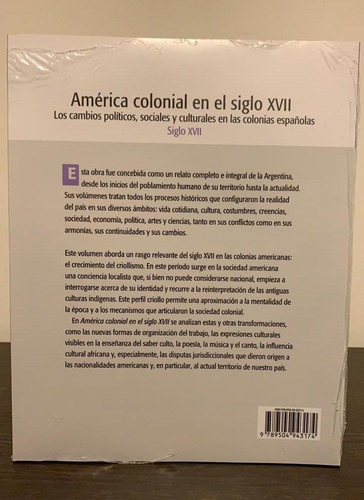 América colonial en el siglo XVII
Los cambios políticos, sociales y culturales en las colonias españolas
Siglo XVII
Esta obra fue concebida como un relato completo e integral de la Argentina,
desde los inicios del poblamiento humano de su territorio hasta la actualidad.
Sus volúmenes tratan todos los procesos históricos que configuraron la realidad
del país en sus diversos ámbitos: vida cotidiana, cultura, costumbres, creencias,
sociedad, economía, política, artes y ciencias, tanto en sus conflictos como en sus
armonías, sus continuidades y sus cambios.
Este volumen aborda un rasgo relevante del siglo XVII en las colonias americanas:
el crecimiento del criollismo. En este período surge en la sociedad americana
una conciencia localista que, si bien no puede considerarse nacional, empieza a
interrogarse acerca de su identidad y recurre a la reinterpretación de las antiguas
culturas indígenas. Este perfil criollo permite una aproximación a la mentalidad de
la época y a los mecanismos que articularon la sociedad colonial.
En América colonial en el siglo XVII se analizan estas y otras transformaciones,
como las nuevas formas de organización del trabajo, las expresiones culturales
visibles en la enseñanza del saber culto, la poesía, la música y el canto, la influencia
cultural africana y, especialmente, las disputas jurisdiccionales que dieron origen a
las nacionalidades americanas y, en particular, al actual territorio de nuestro país.
9 789504 943174